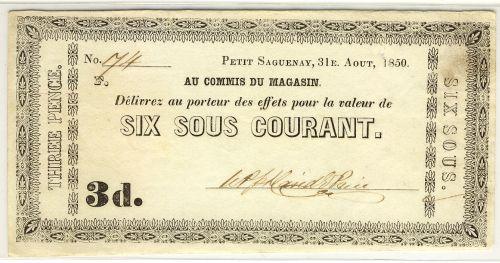 THREE PENCE.
No. 74
PETIT SAGUENAY, 31E. AOUT, 1850.
AU COMMIS DU MAGASIN.
Délivrez au porteur des effets pour la valeur de
SIX SOUS COURANT.
3d.
SIX SOUS.